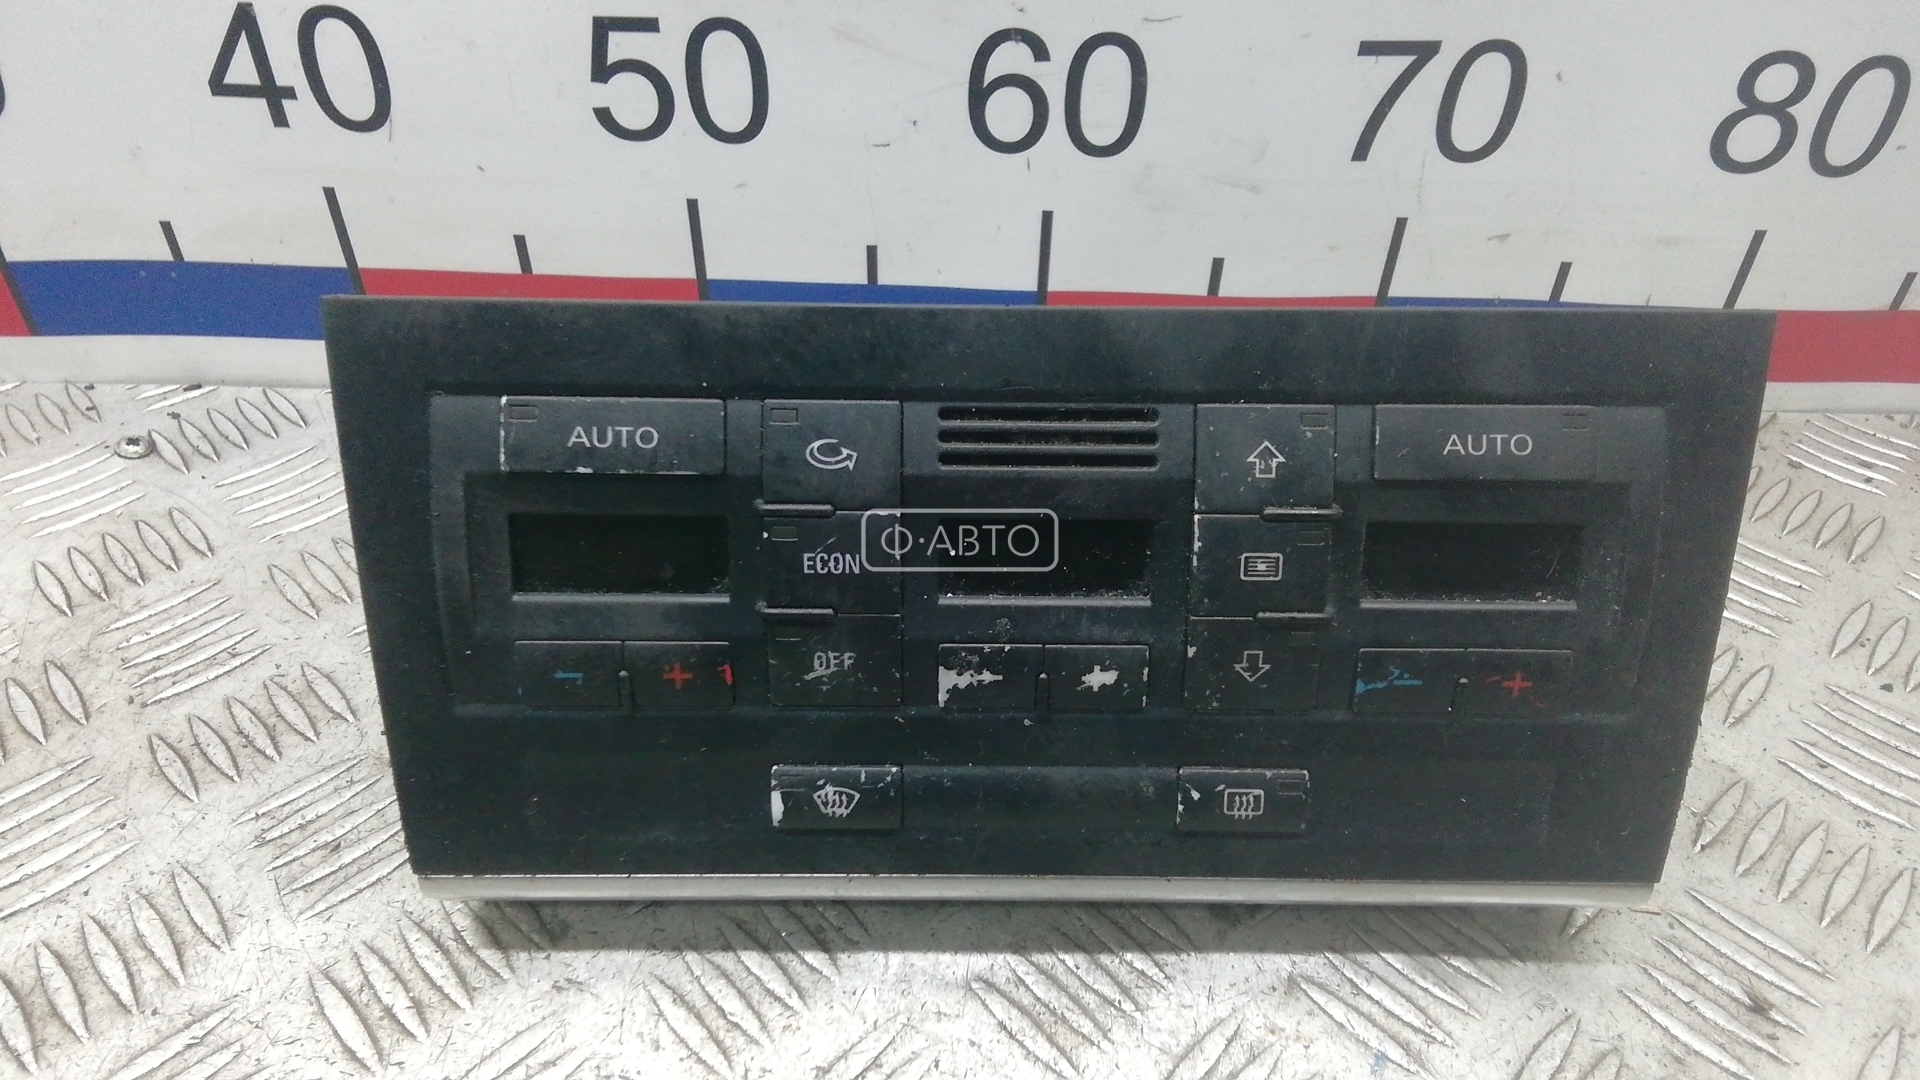 40 50 60 70 80
AUTO AUTO
ECON Ф·АВТО
OFF
- + - +